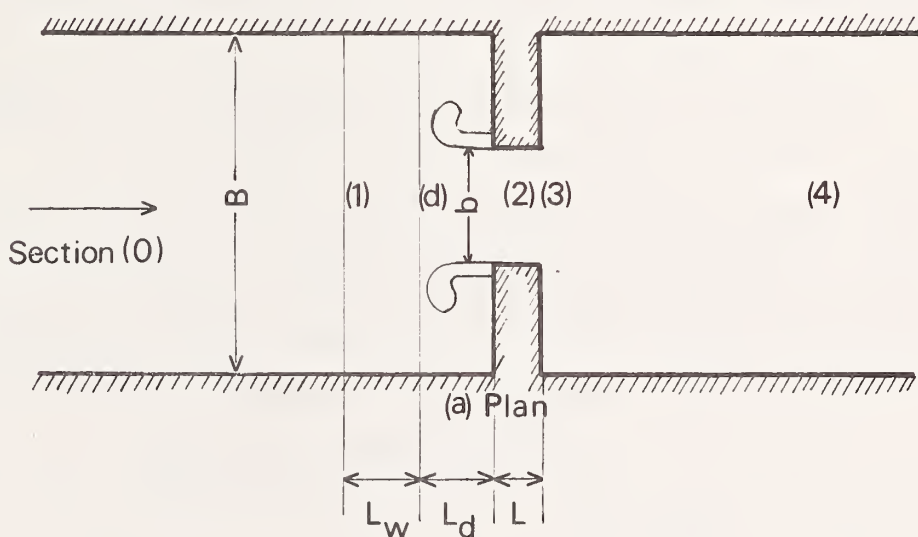 B
(1)
(d)
b
(2) (3)
(4)
Section (0)
(a) Plan
L_w
L_d
L